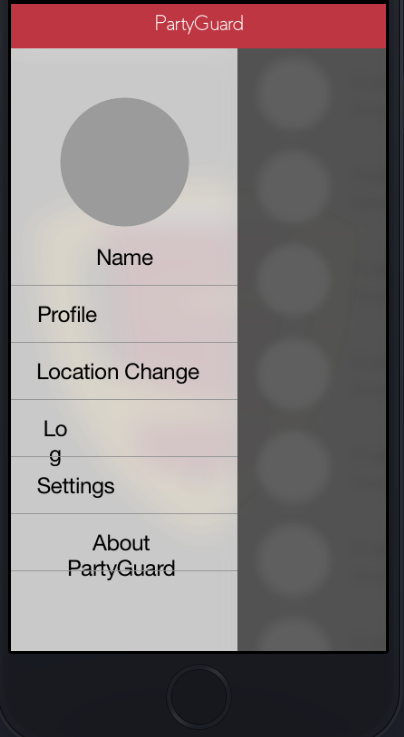 PartyGuard
Name
Profile
Location Change
Lo
g
Settings
About
PartyGuard